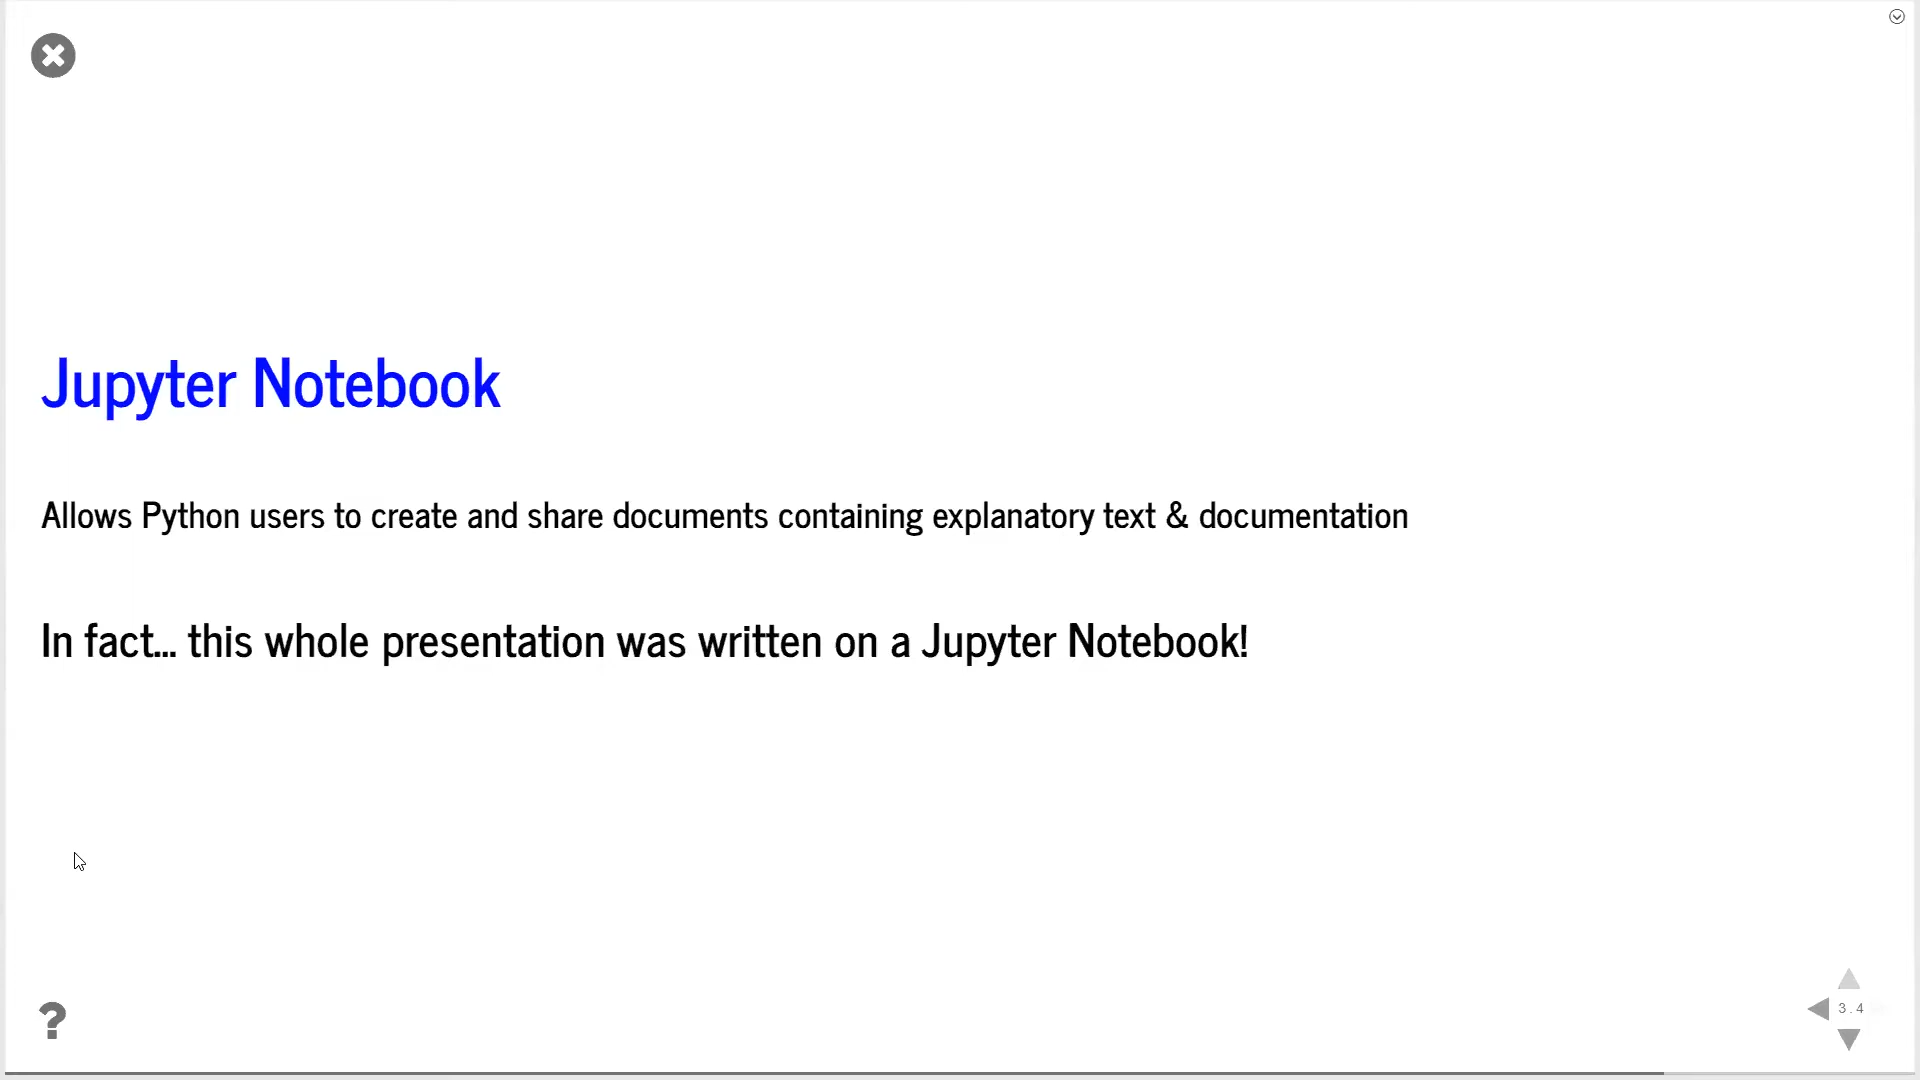 Jupyter Notebook
Allows Python users to create and share documents containing explanatory text & documentation
In fact... this whole presentation was written on a Jupyter Notebook!
?
3.4